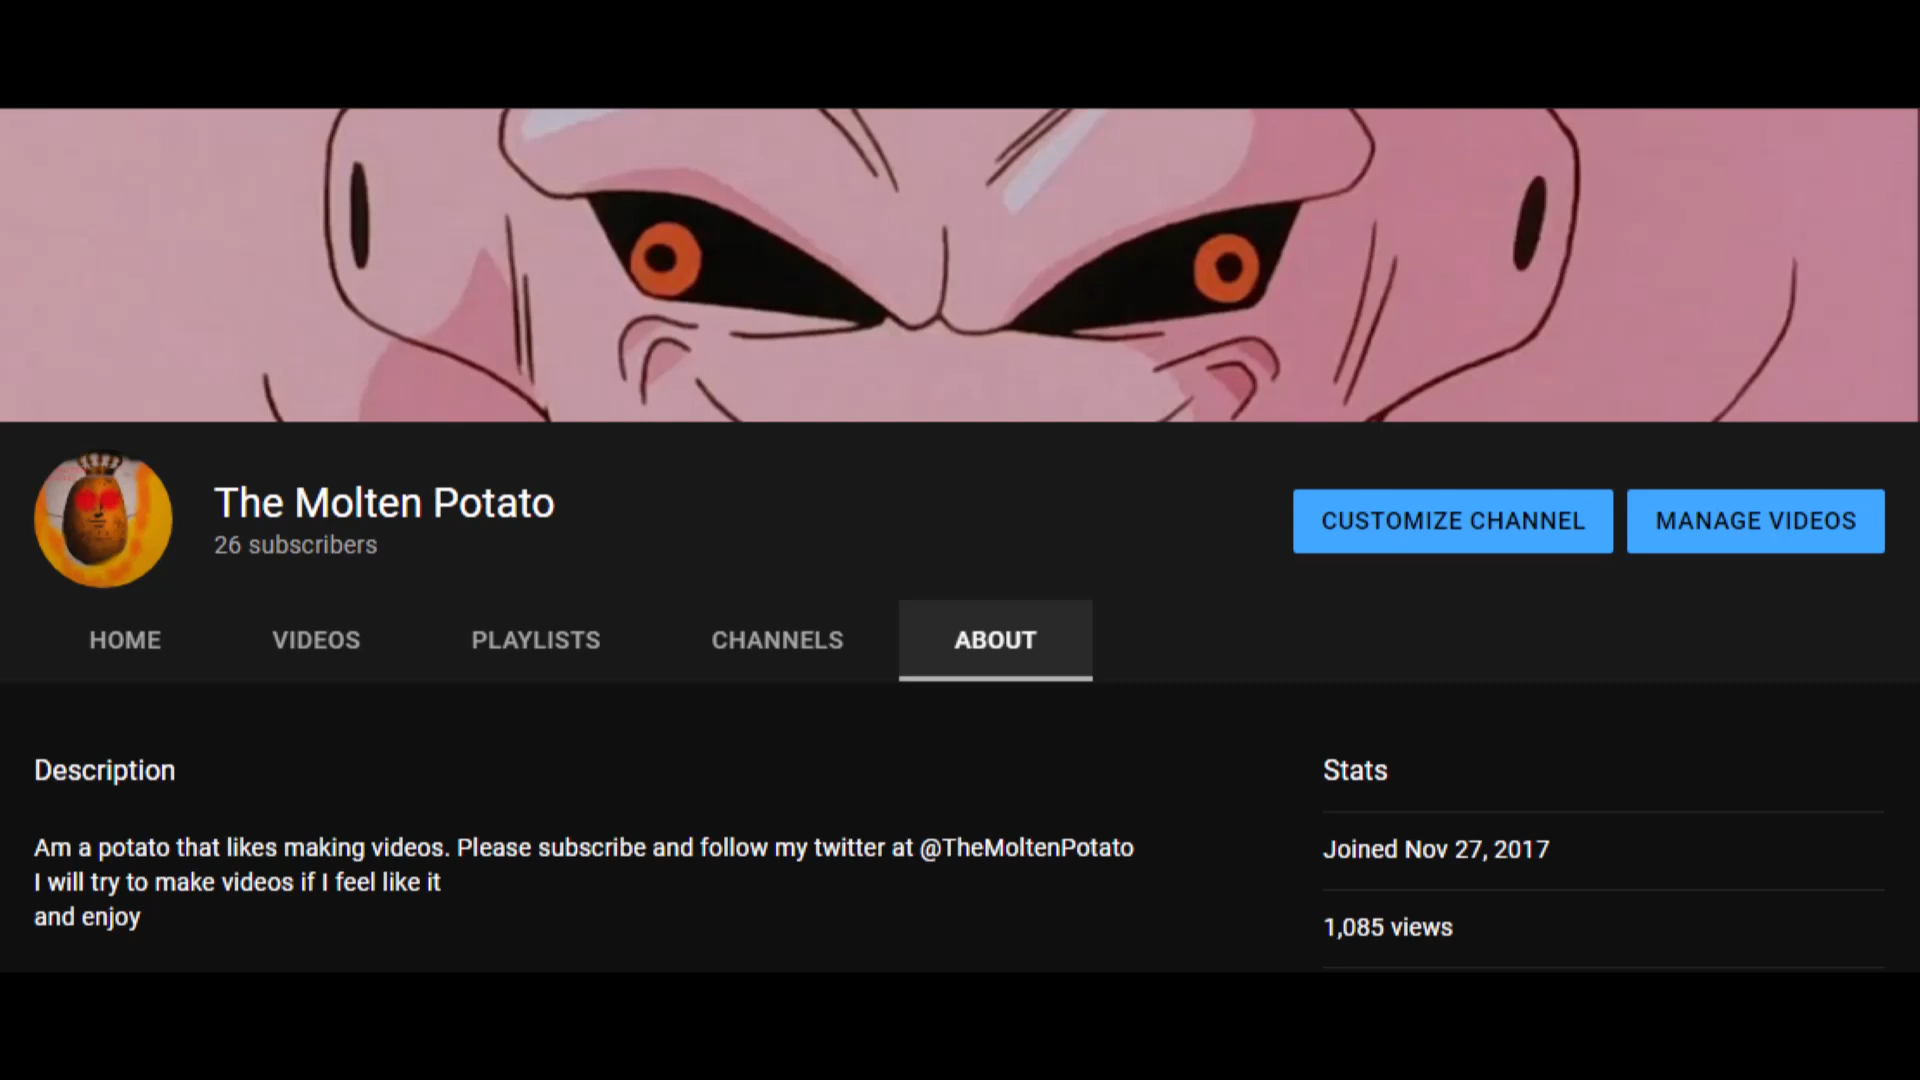 The Molten Potato
26 subscribers
CUSTOMIZE CHANNEL
MANAGE VIDEOS
HOME
VIDEOS
PLAYLISTS
CHANNELS
ABOUT
Description
Am a potato that likes making videos. Please subscribe and follow my twitter at @TheMoltenPotato
I will try to make videos if I feel like it
and enjoy
Stats
Joined Nov 27, 2017
1,085 views